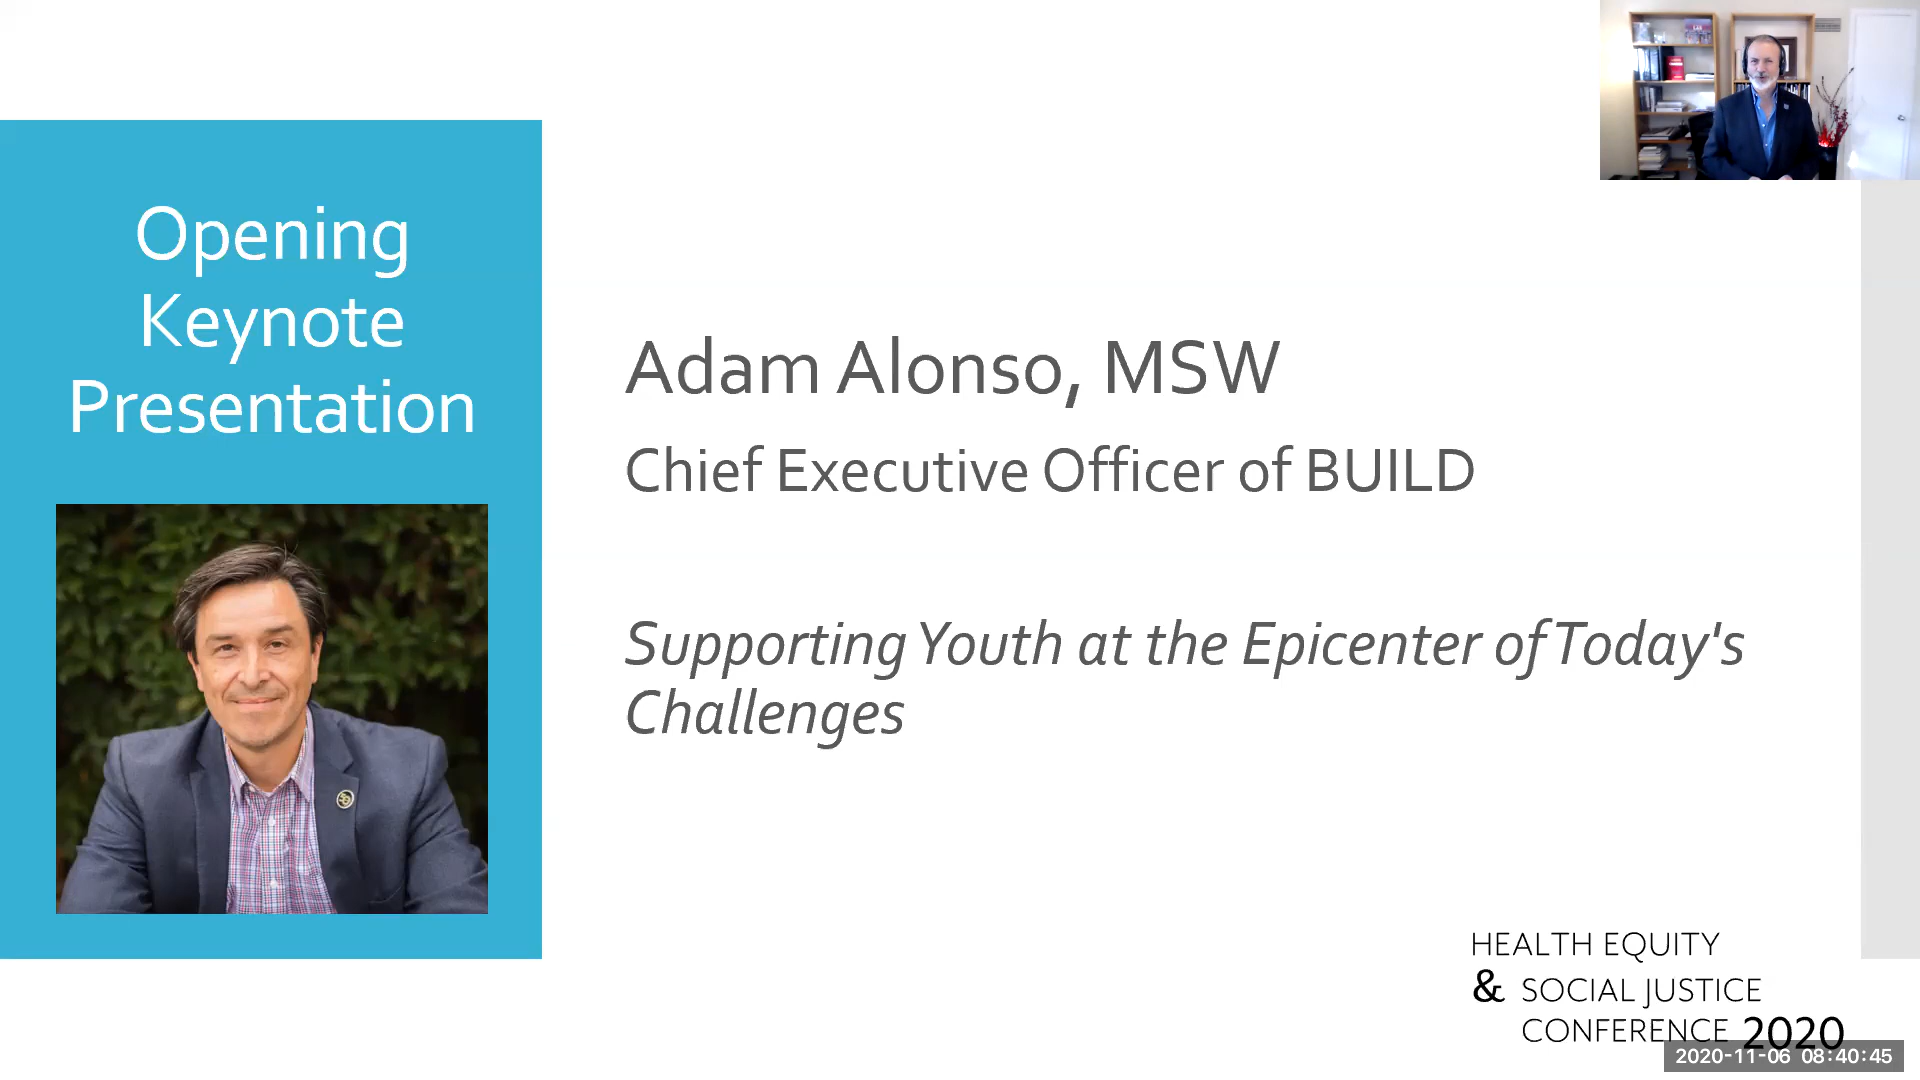 Opening
Keynote
Presentation
Adam Alonso, MSW
Chief Executive Officer of BUILD
Supporting Youth at the Epicenter of Today's
Challenges
HEALTH EQUITY
& SOCIAL JUSTICE
CONFERENCE 2020
2020-11-06 08:40:45